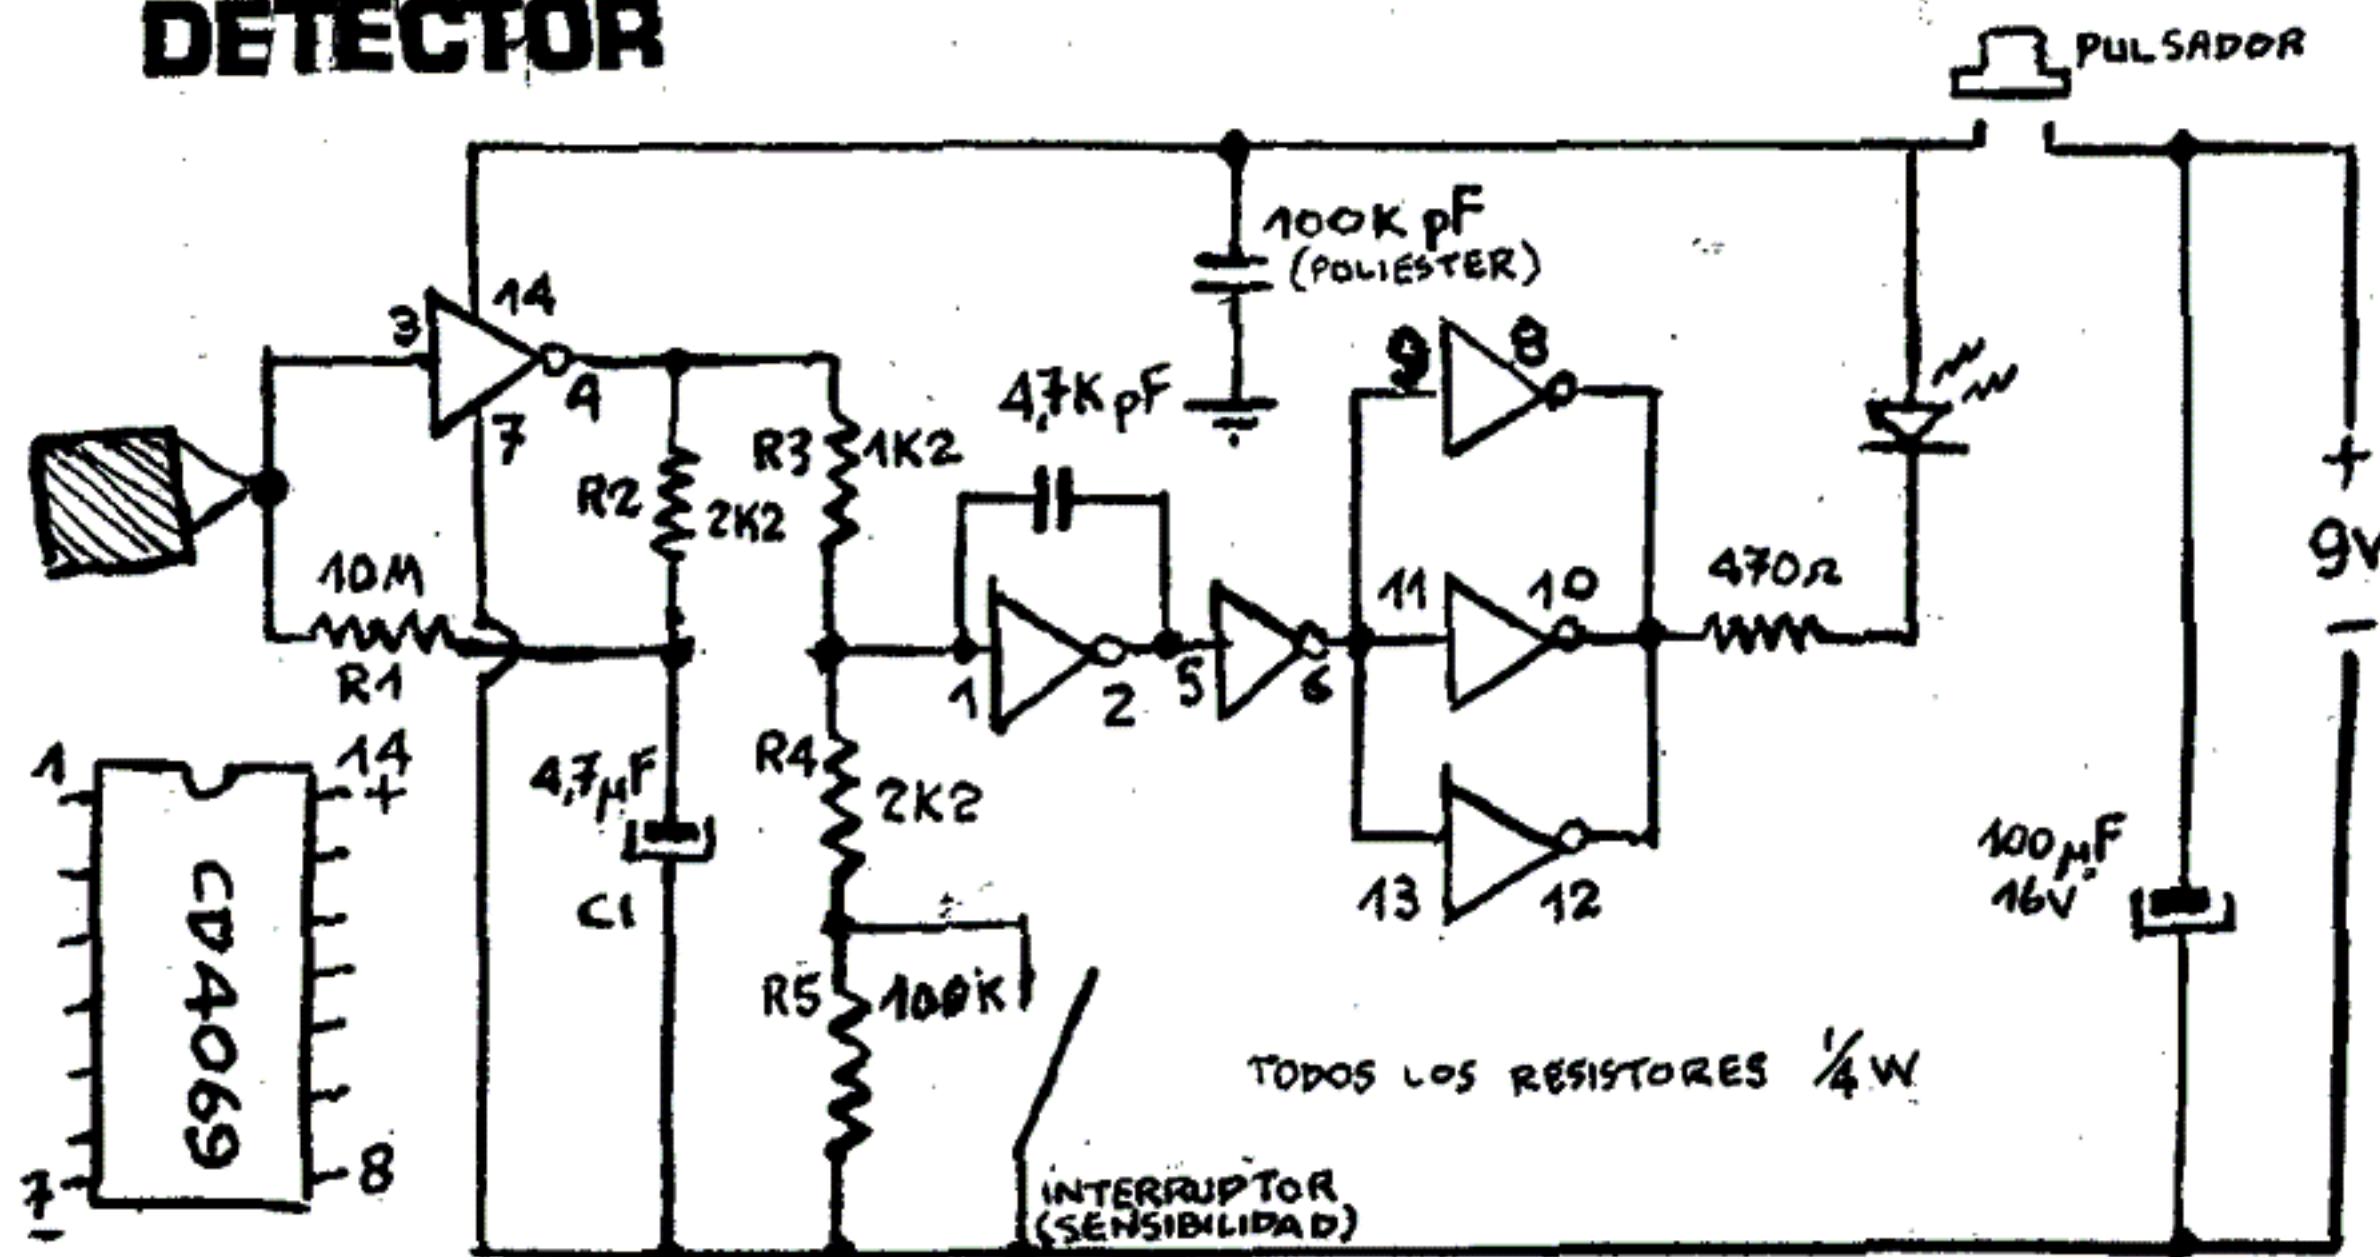 DETECTOR
PULSADOR
100K pF
(POLIESTER)
14
3
4
7
4,7K pF
9
8
R3
1K2
R2
2K2
+
9V
-
10M
R1
11
10
470Ω
1
2
5
6
1
14
+
4,7µF
C1
R4
2K2
13
12
100µF
16V
CD4069
R5
100K
TODOS LOS RESISTORES 1/4 W
7
-
8
INTERRUPTOR
(SENSIBILIDAD)